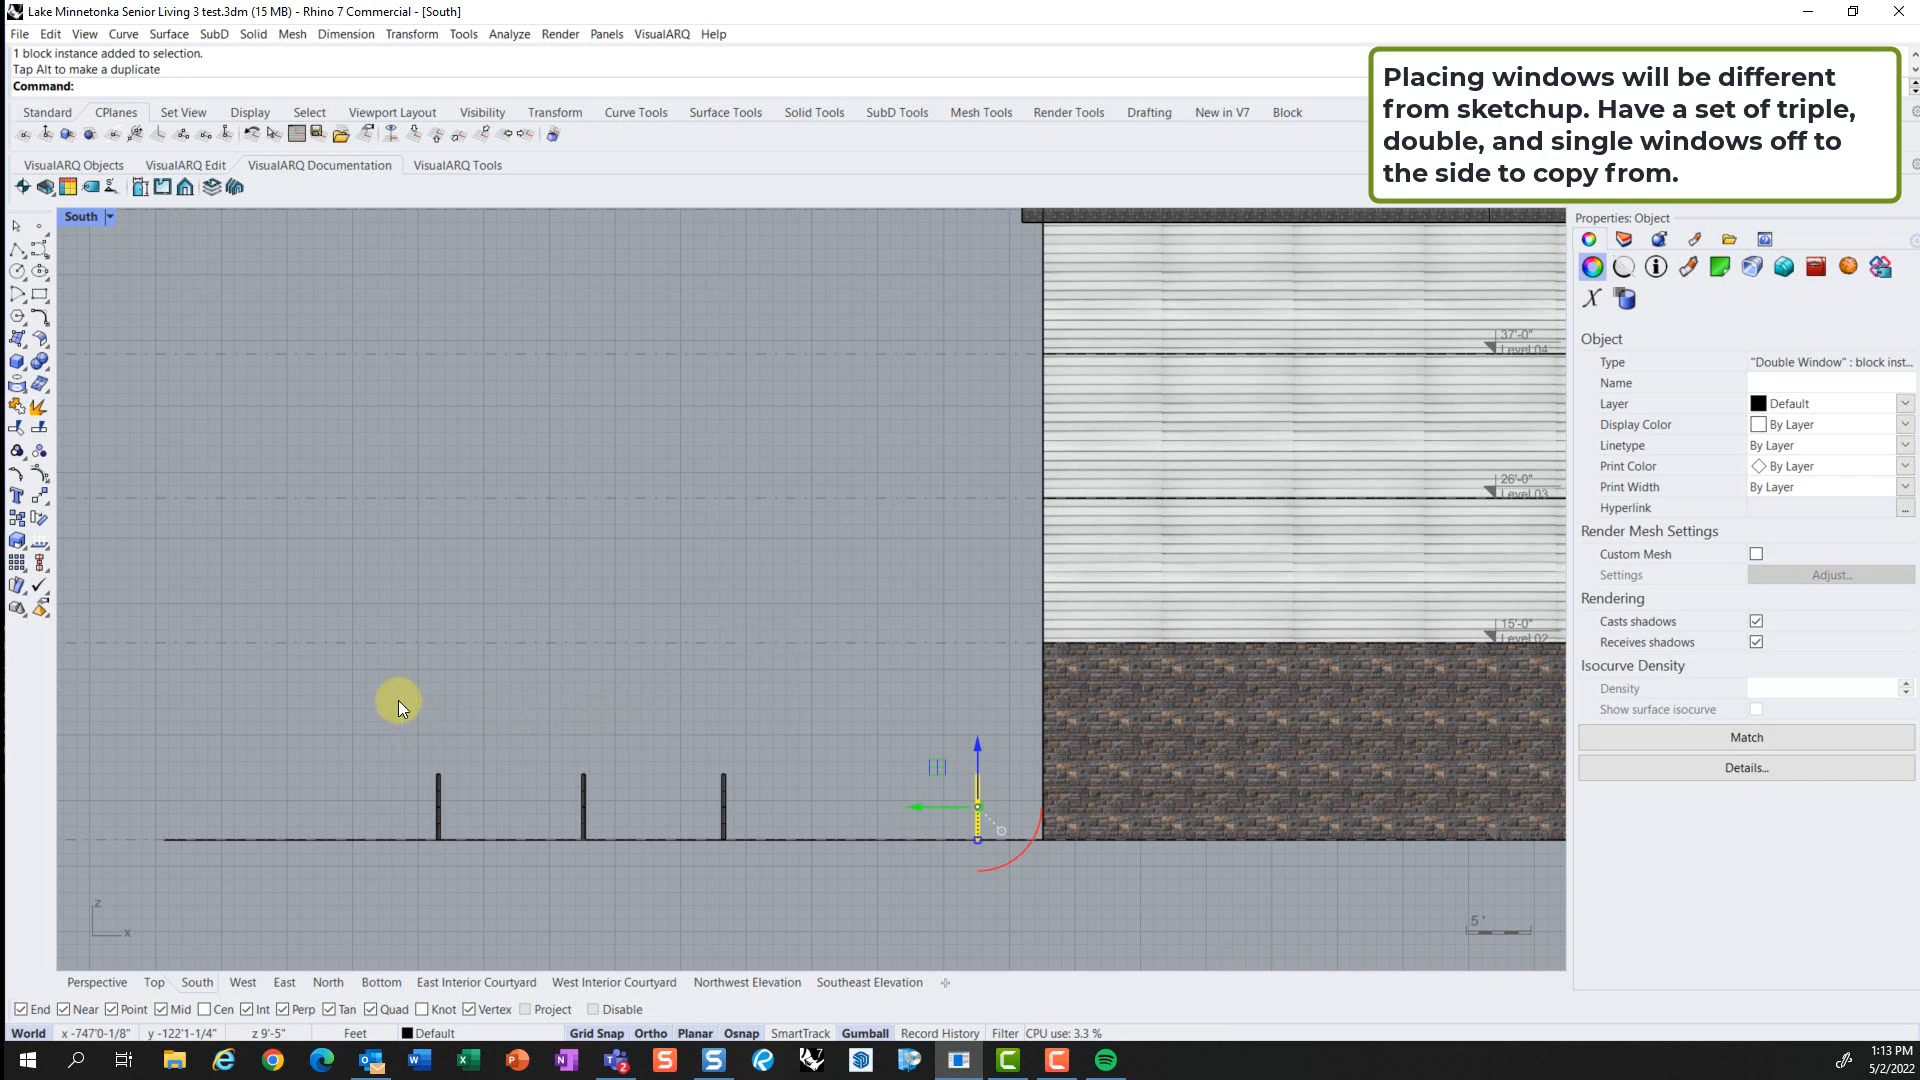 Lake Minnetonka Senior Living 3 test.3dm (15 MB) - Rhino 7 Commercial - [South]
File Edit View Curve Surface SubD Solid Mesh Dimension Transform Tools Analyze Render Panels VisualARQ Help
1 block instance added to selection.
Tap Alt to make a duplicate
Command:
Placing windows will be different
from sketchup. Have a set of triple,
double, and single windows off to
the side to copy from.
Standard CPlanes Set View Display Select Viewport Layout Visibility Transform Curve Tools Surface Tools Solid Tools SubD Tools Mesh Tools Render Tools Drafting New in V7 Block
VisualARQ Objects VisualARQ Edit VisualARQ Documentation VisualARQ Tools
South
Properties: Object
Object
Type "Double Window" : block inst...
Name
Layer Default
Display Color By Layer
Linetype By Layer
Print Color By Layer
Print Width By Layer
Hyperlink ...
Render Mesh Settings
Custom Mesh
Settings Adjust...
Rendering
Casts shadows
Receives shadows
Isocurve Density
Density
Show surface isocurve
Match
Details...
37'-0"
Level 04
26'-0"
Level 03
15'-0"
Level 02
z
x
5 '
Perspective Top South West East North Bottom East Interior Courtyard West Interior Courtyard Northwest Elevation Southeast Elevation
End Near Point Mid Cen Int Perp Tan Quad Knot Vertex Project Disable
World x -747'0-1/8" y -122'1-1/4" z 9'-5" Feet Default Grid Snap Ortho Planar Osnap SmartTrack Gumball Record History Filter CPU use: 3.3 %
1:13 PM
5/2/2022